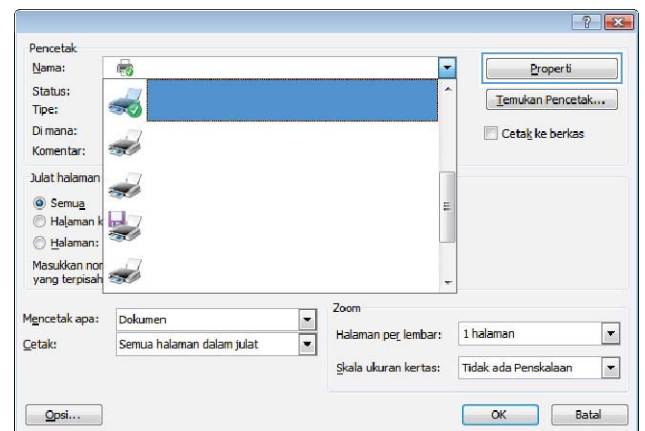 Pencetak
Nama:
Properti
Status:
Temukan Pencetak...
Tipe:
Di mana:
Cetak ke berkas
Komentar:
Julat halaman
Semua
Halaman k
Halaman:
Masukkan nor
yang terpisah
Mencetak apa: Dokumen
Cetak: Semua halaman dalam julat
Zoom
Halaman per lembar: 1 halaman
Skala ukuran kertas: Tidak ada Penskalaan
Opsi...
OK
Batal